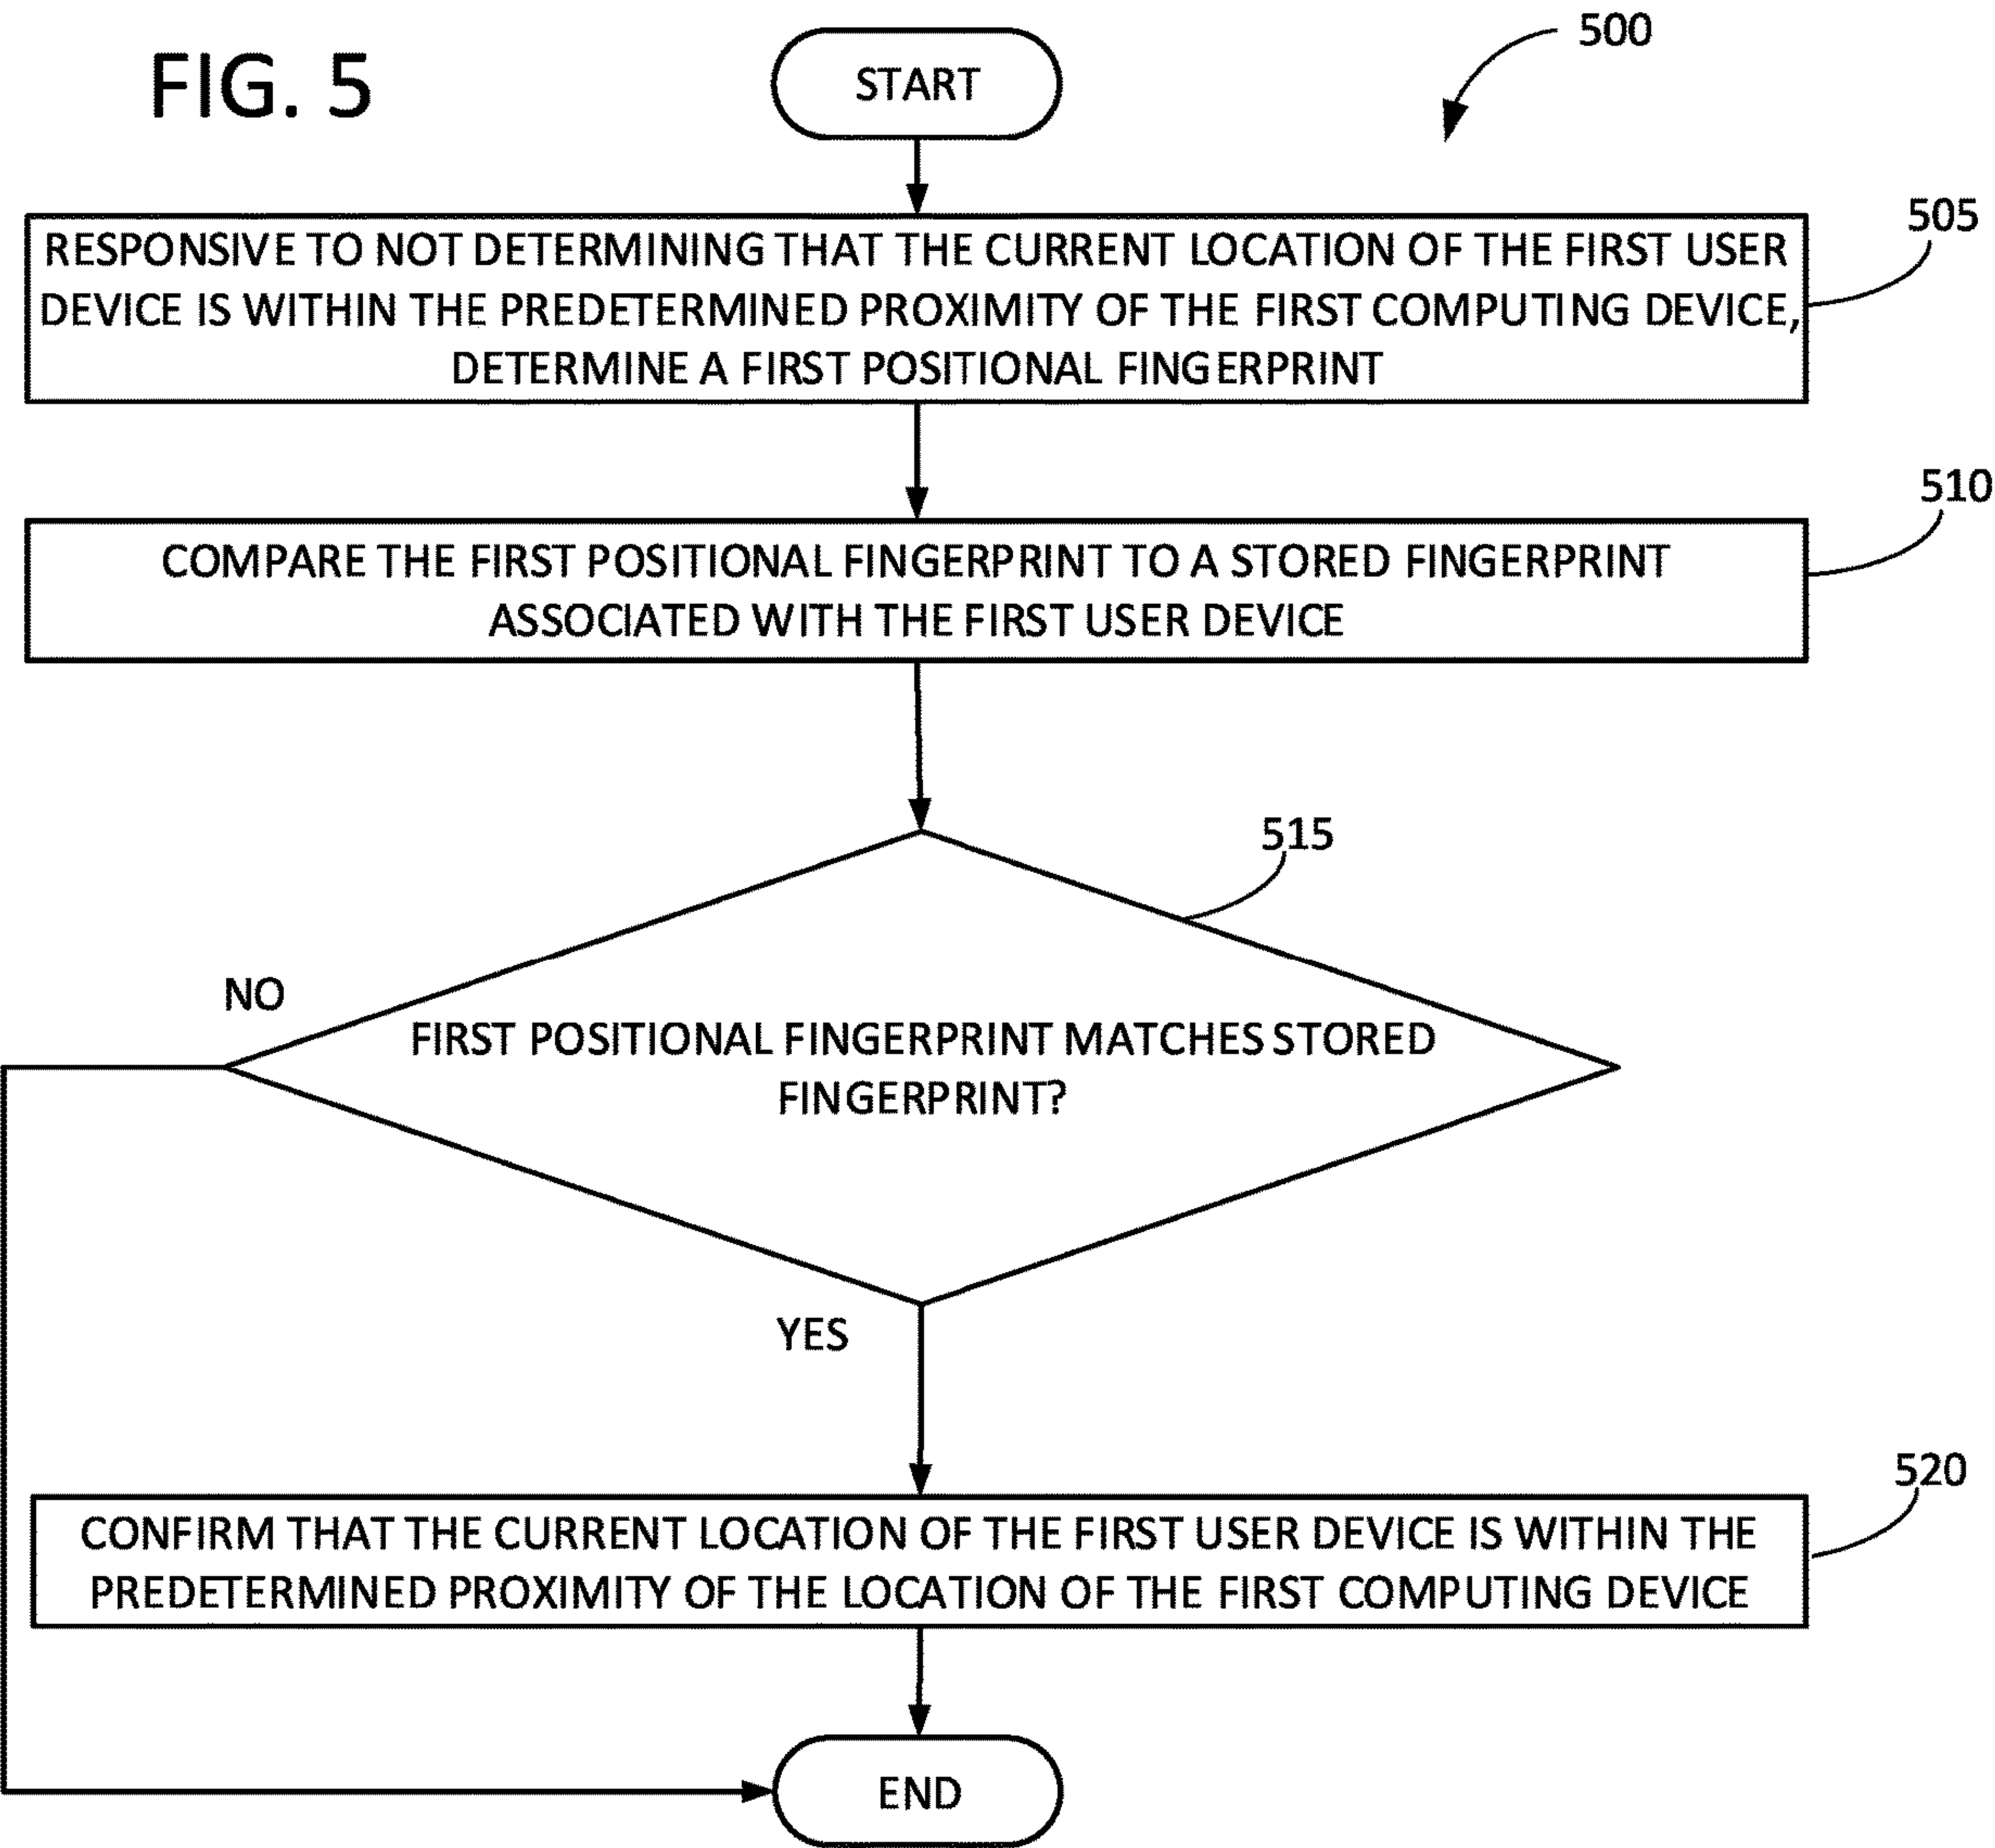 FIG. 5
START
500
505
RESPONSIVE TO NOT DETERMINING THAT THE CURRENT LOCATION OF THE FIRST USER
DEVICE IS WITHIN THE PREDETERMINED PROXIMITY OF THE FIRST COMPUTING DEVICE,
DETERMINE A FIRST POSITIONAL FINGERPRINT
510
COMPARE THE FIRST POSITIONAL FINGERPRINT TO A STORED FINGERPRINT
ASSOCIATED WITH THE FIRST USER DEVICE
515
NO
FIRST POSITIONAL FINGERPRINT MATCHES STORED
FINGERPRINT?
YES
520
CONFIRM THAT THE CURRENT LOCATION OF THE FIRST USER DEVICE IS WITHIN THE
PREDETERMINED PROXIMITY OF THE LOCATION OF THE FIRST COMPUTING DEVICE
END